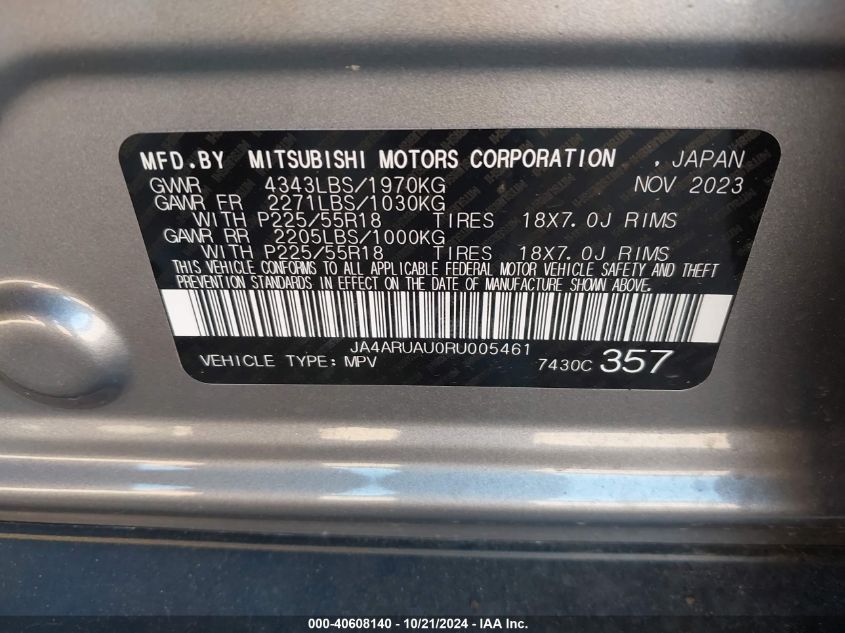 MFD.BY MITSUBISHI MOTORS CORPORATION , JAPAN
GVWR 4343LBS/1970KG NOV 2023
GAWR FR 2271LBS/1030KG
WITH P225/55R18 TIRES 18X7.0J RIMS
GAWR RR 2205LBS/1000KG
WITH P225/55R18 TIRES 18X7.0J RIMS
THIS VEHICLE CONFORMS TO ALL APPLICABLE FEDERAL MOTOR VEHICLE SAFETY AND THEFT
PREVENTION STANDARDS IN EFFECT ON THE DATE OF MANUFACTURE SHOWN ABOVE.
JA4ARUAU0RU005461
VEHICLE TYPE: MPV 7430C 357
000-40608140 - 10/21/2024 - IAA Inc.